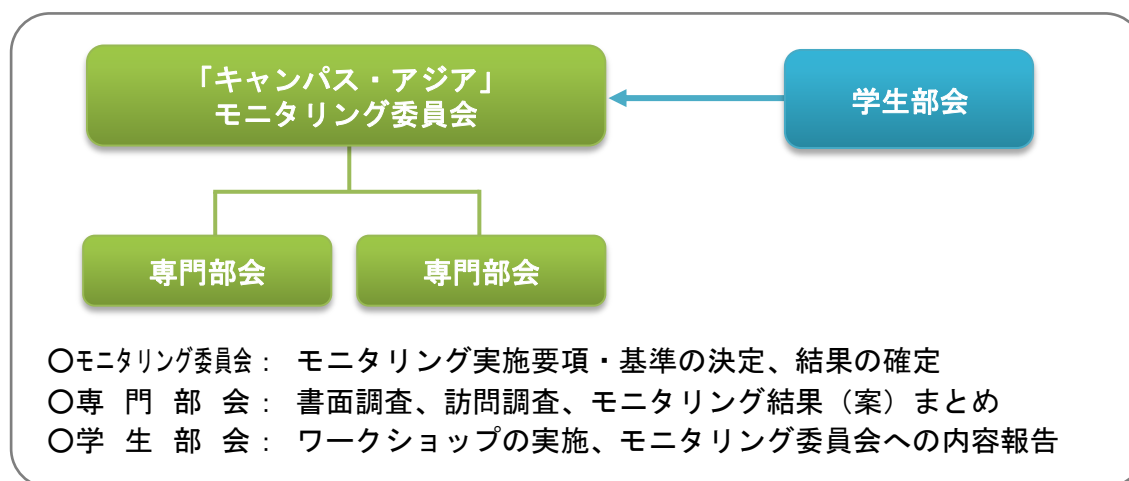 「キャンパス・アジア」
モニタリング委員会
学生部会
専門部会
専門部会
○モニタリング委員会： モニタリング実施要項・基準の決定、結果の確定
○専 門 部 会： 書面調査、訪問調査、モニタリング結果（案）まとめ
○学 生 部 会： ワークショップの実施、モニタリング委員会への内容報告